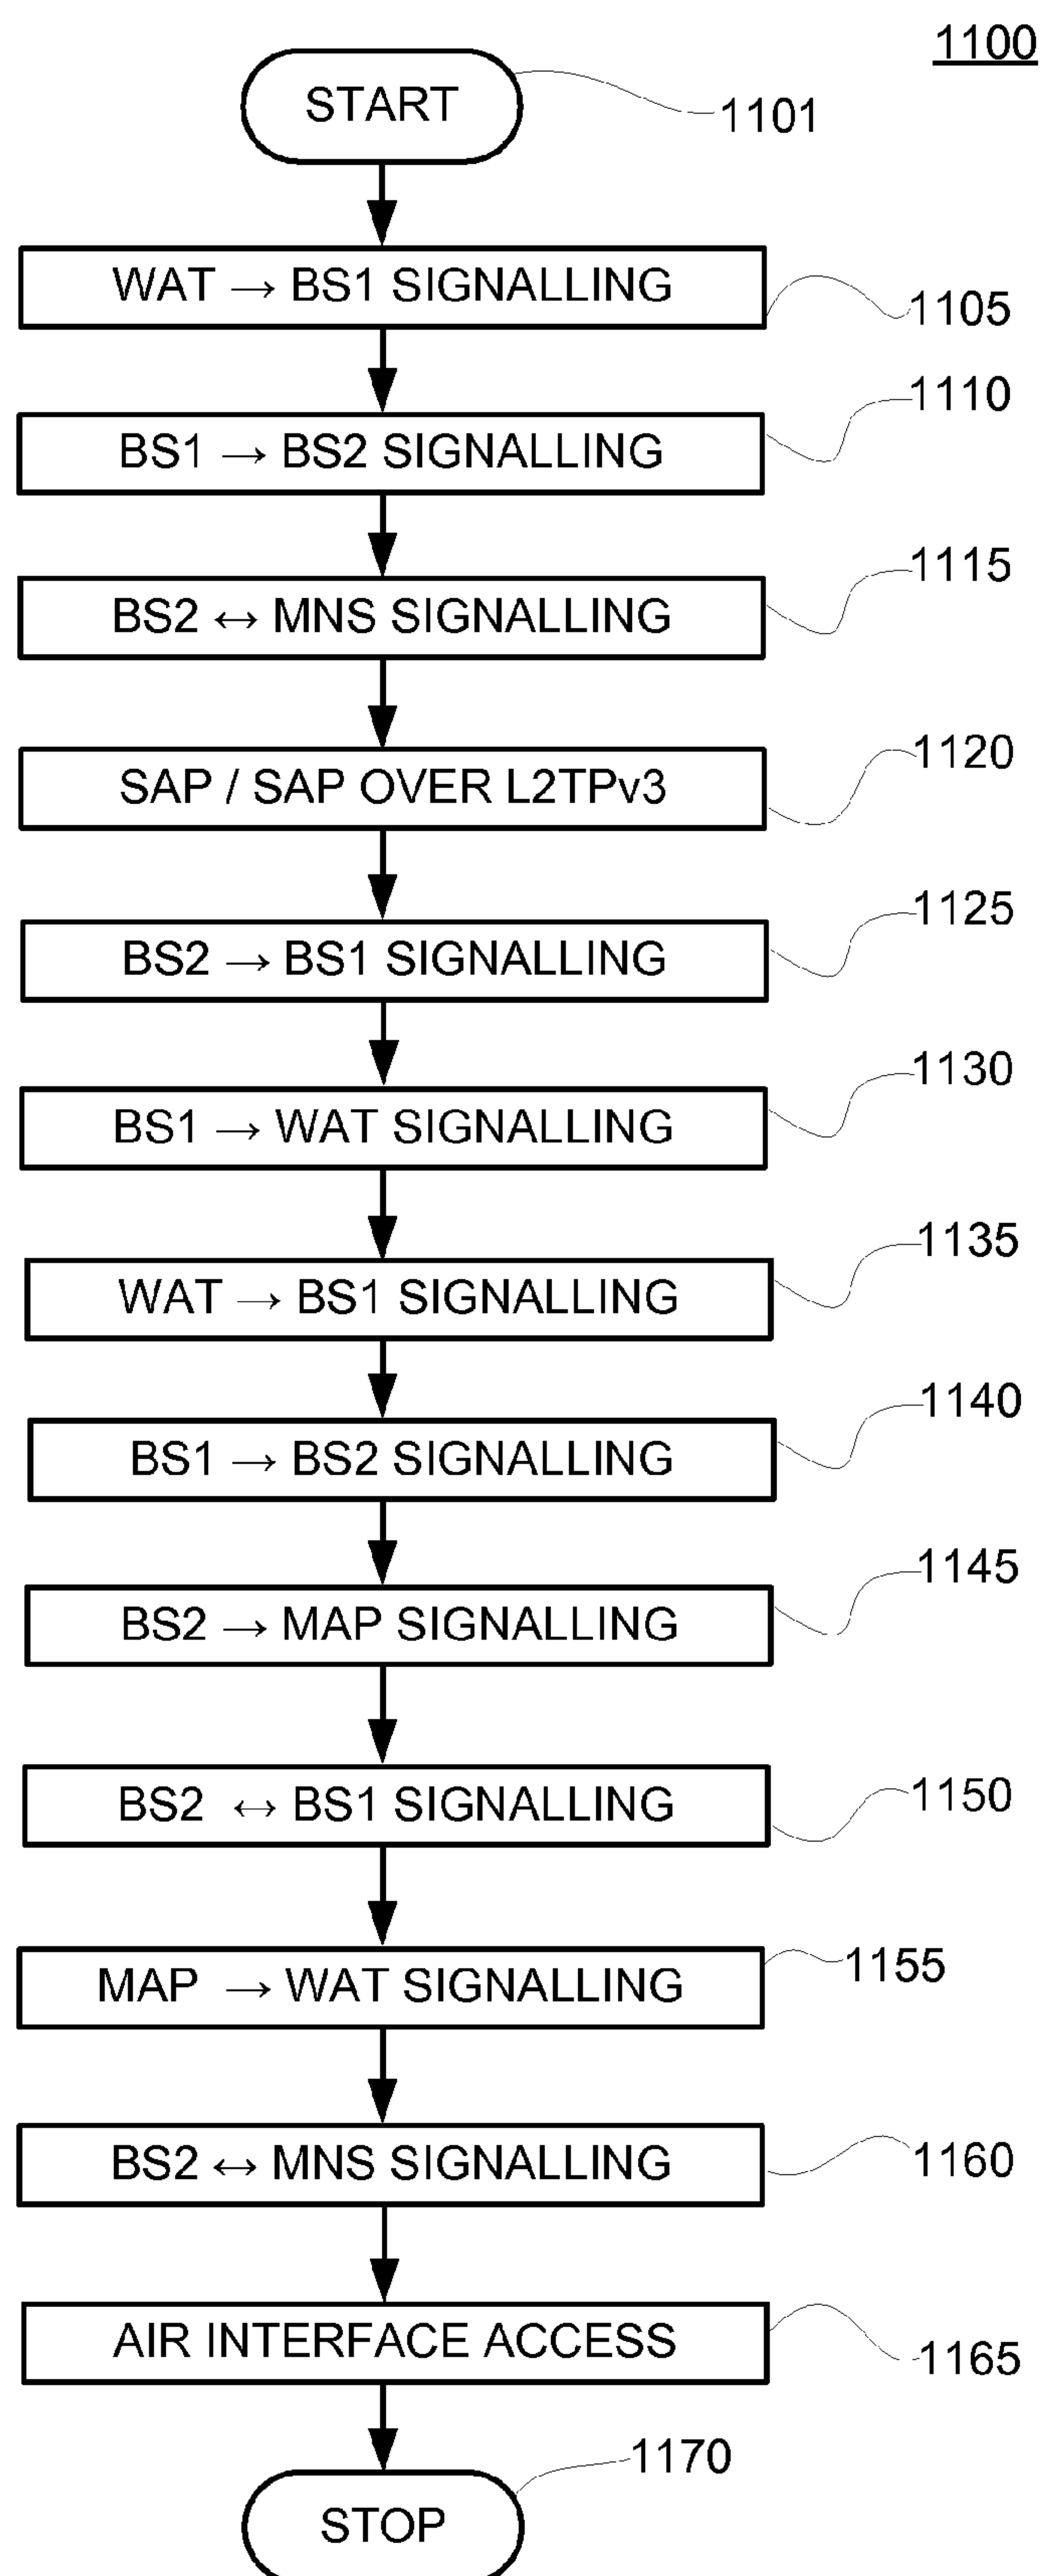 1100
START
1101
WAT → BS1 SIGNALLING
1105
1110
BS1 → BS2 SIGNALLING
1115
BS2 ↔ MNS SIGNALLING
1120
SAP / SAP OVER L2TPv3
1125
BS2 → BS1 SIGNALLING
1130
BS1 → WAT SIGNALLING
1135
WAT → BS1 SIGNALLING
1140
BS1 → BS2 SIGNALLING
1145
BS2 → MAP SIGNALLING
1150
BS2 ↔ BS1 SIGNALLING
1155
MAP → WAT SIGNALLING
1160
BS2 ↔ MNS SIGNALLING
AIR INTERFACE ACCESS
1165
1170
STOP